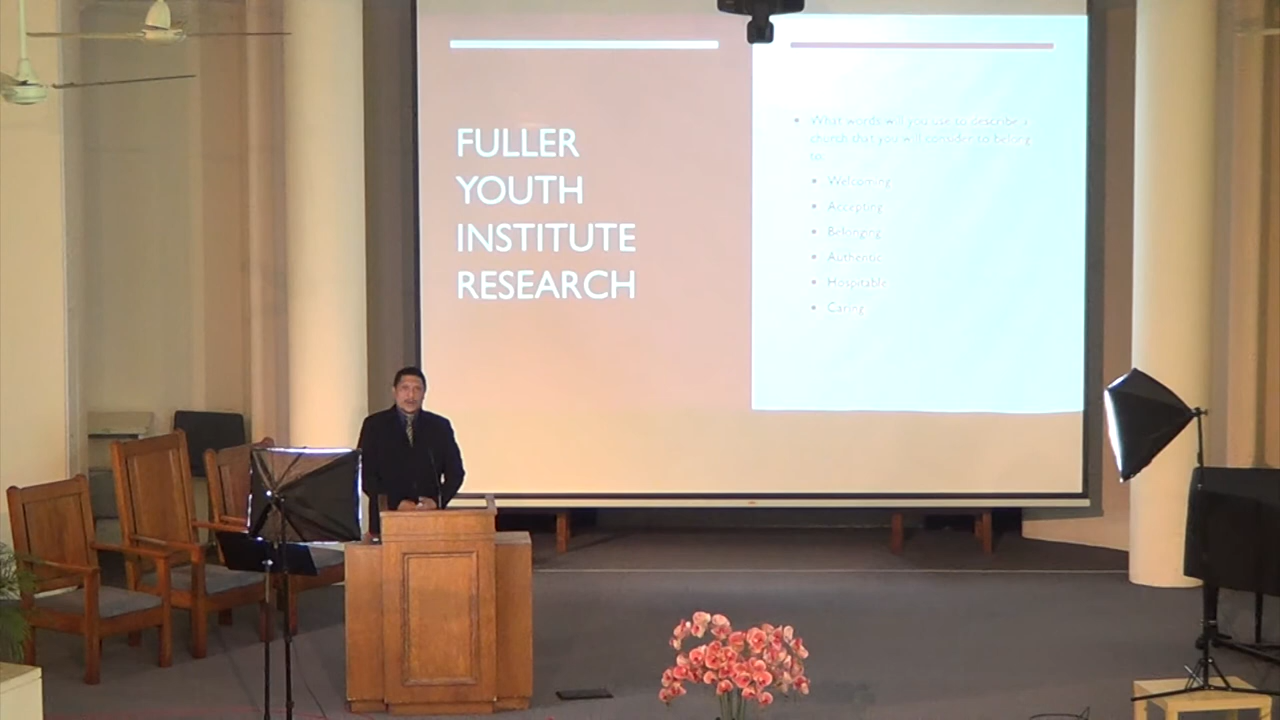 FULLER
YOUTH
INSTITUTE
RESEARCH
What words will you use to describe a
church that you will consider to belong
to:
Welcoming
Accepting
Belonging
Authentic
Hospitable
Caring